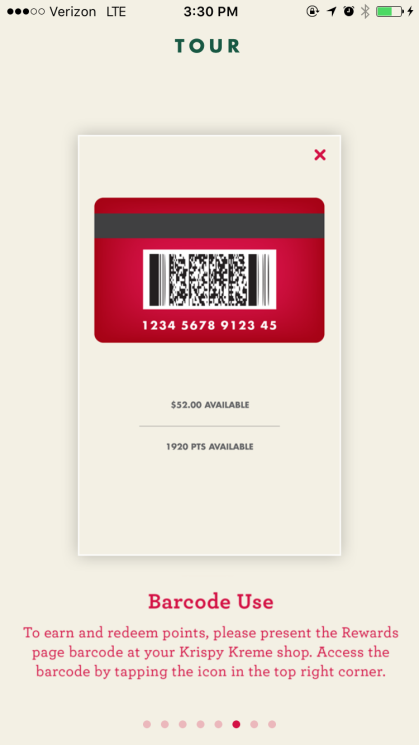 Verizon LTE 3:30 PM
TOUR
1234 5678 9123 45
$52.00 AVAILABLE
1920 PTS AVAILABLE
Barcode Use
To earn and redeem points, please present the Rewards
page barcode at your Krispy Kreme shop. Access the
barcode by tapping the icon in the top right corner.